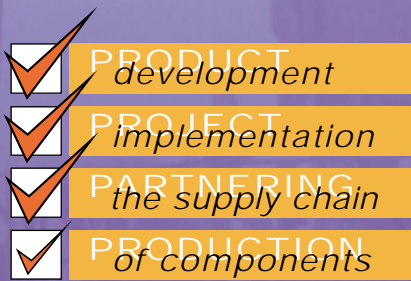 PRODUCT
development
PROJECT
implementation
PARTNERING
the supply chain
PRODUCTION
of components